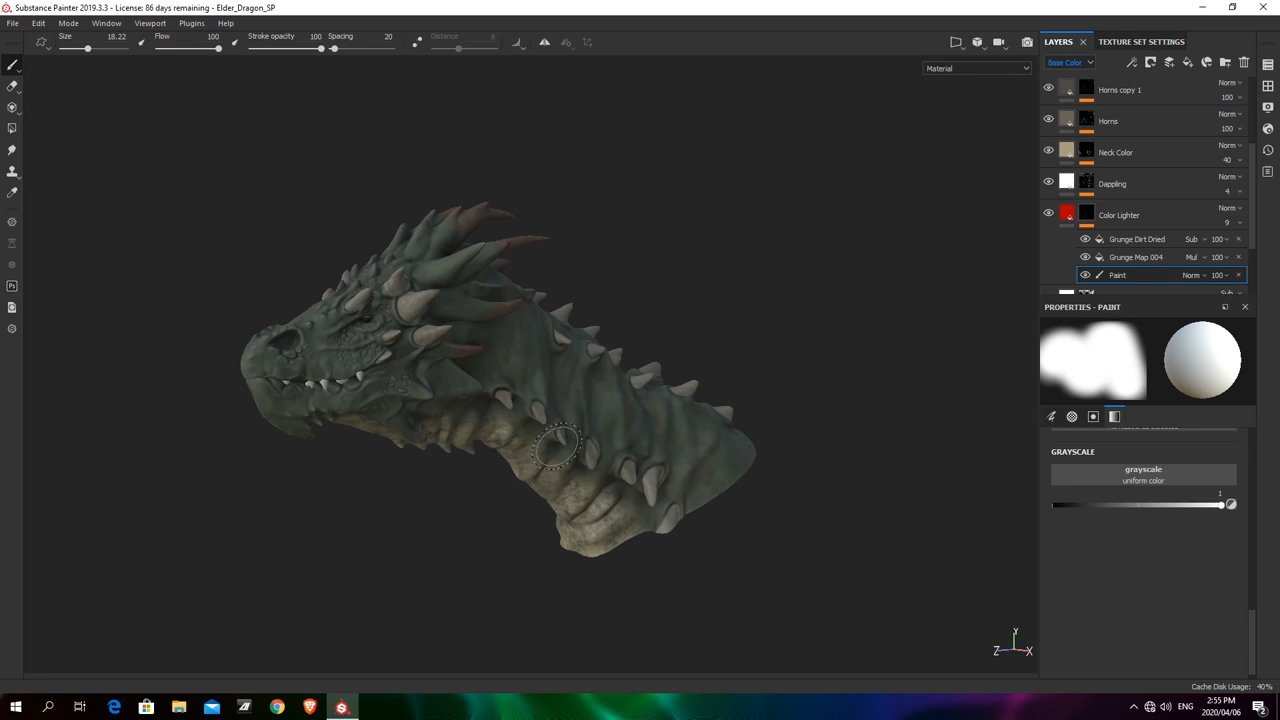 Substance Painter 2019.3.3 - License: 86 days remaining - Elder_Dragon_SP
File Edit Mode Window Viewport Plugins Help
Size 18.22 Flow 100 Stroke opacity 100 Spacing 20 Distance 8
LAYERS TEXTURE SET SETTINGS
Base Color
Material
Horns copy 1 Norm 100
Horns Norm 100
Neck Color Norm 40
Dappling Norm 4
Color Lighter Norm 9
Grunge Dirt Dried Sub 100
Grunge Map 004 Mul 100
Paint Norm 100
PROPERTIES - PAINT
GRAYSCALE
grayscale
uniform color
1
Ps
Y
Z X
Cache Disk Usage: 40%
2:55 PM
ENG
2020/04/06
2